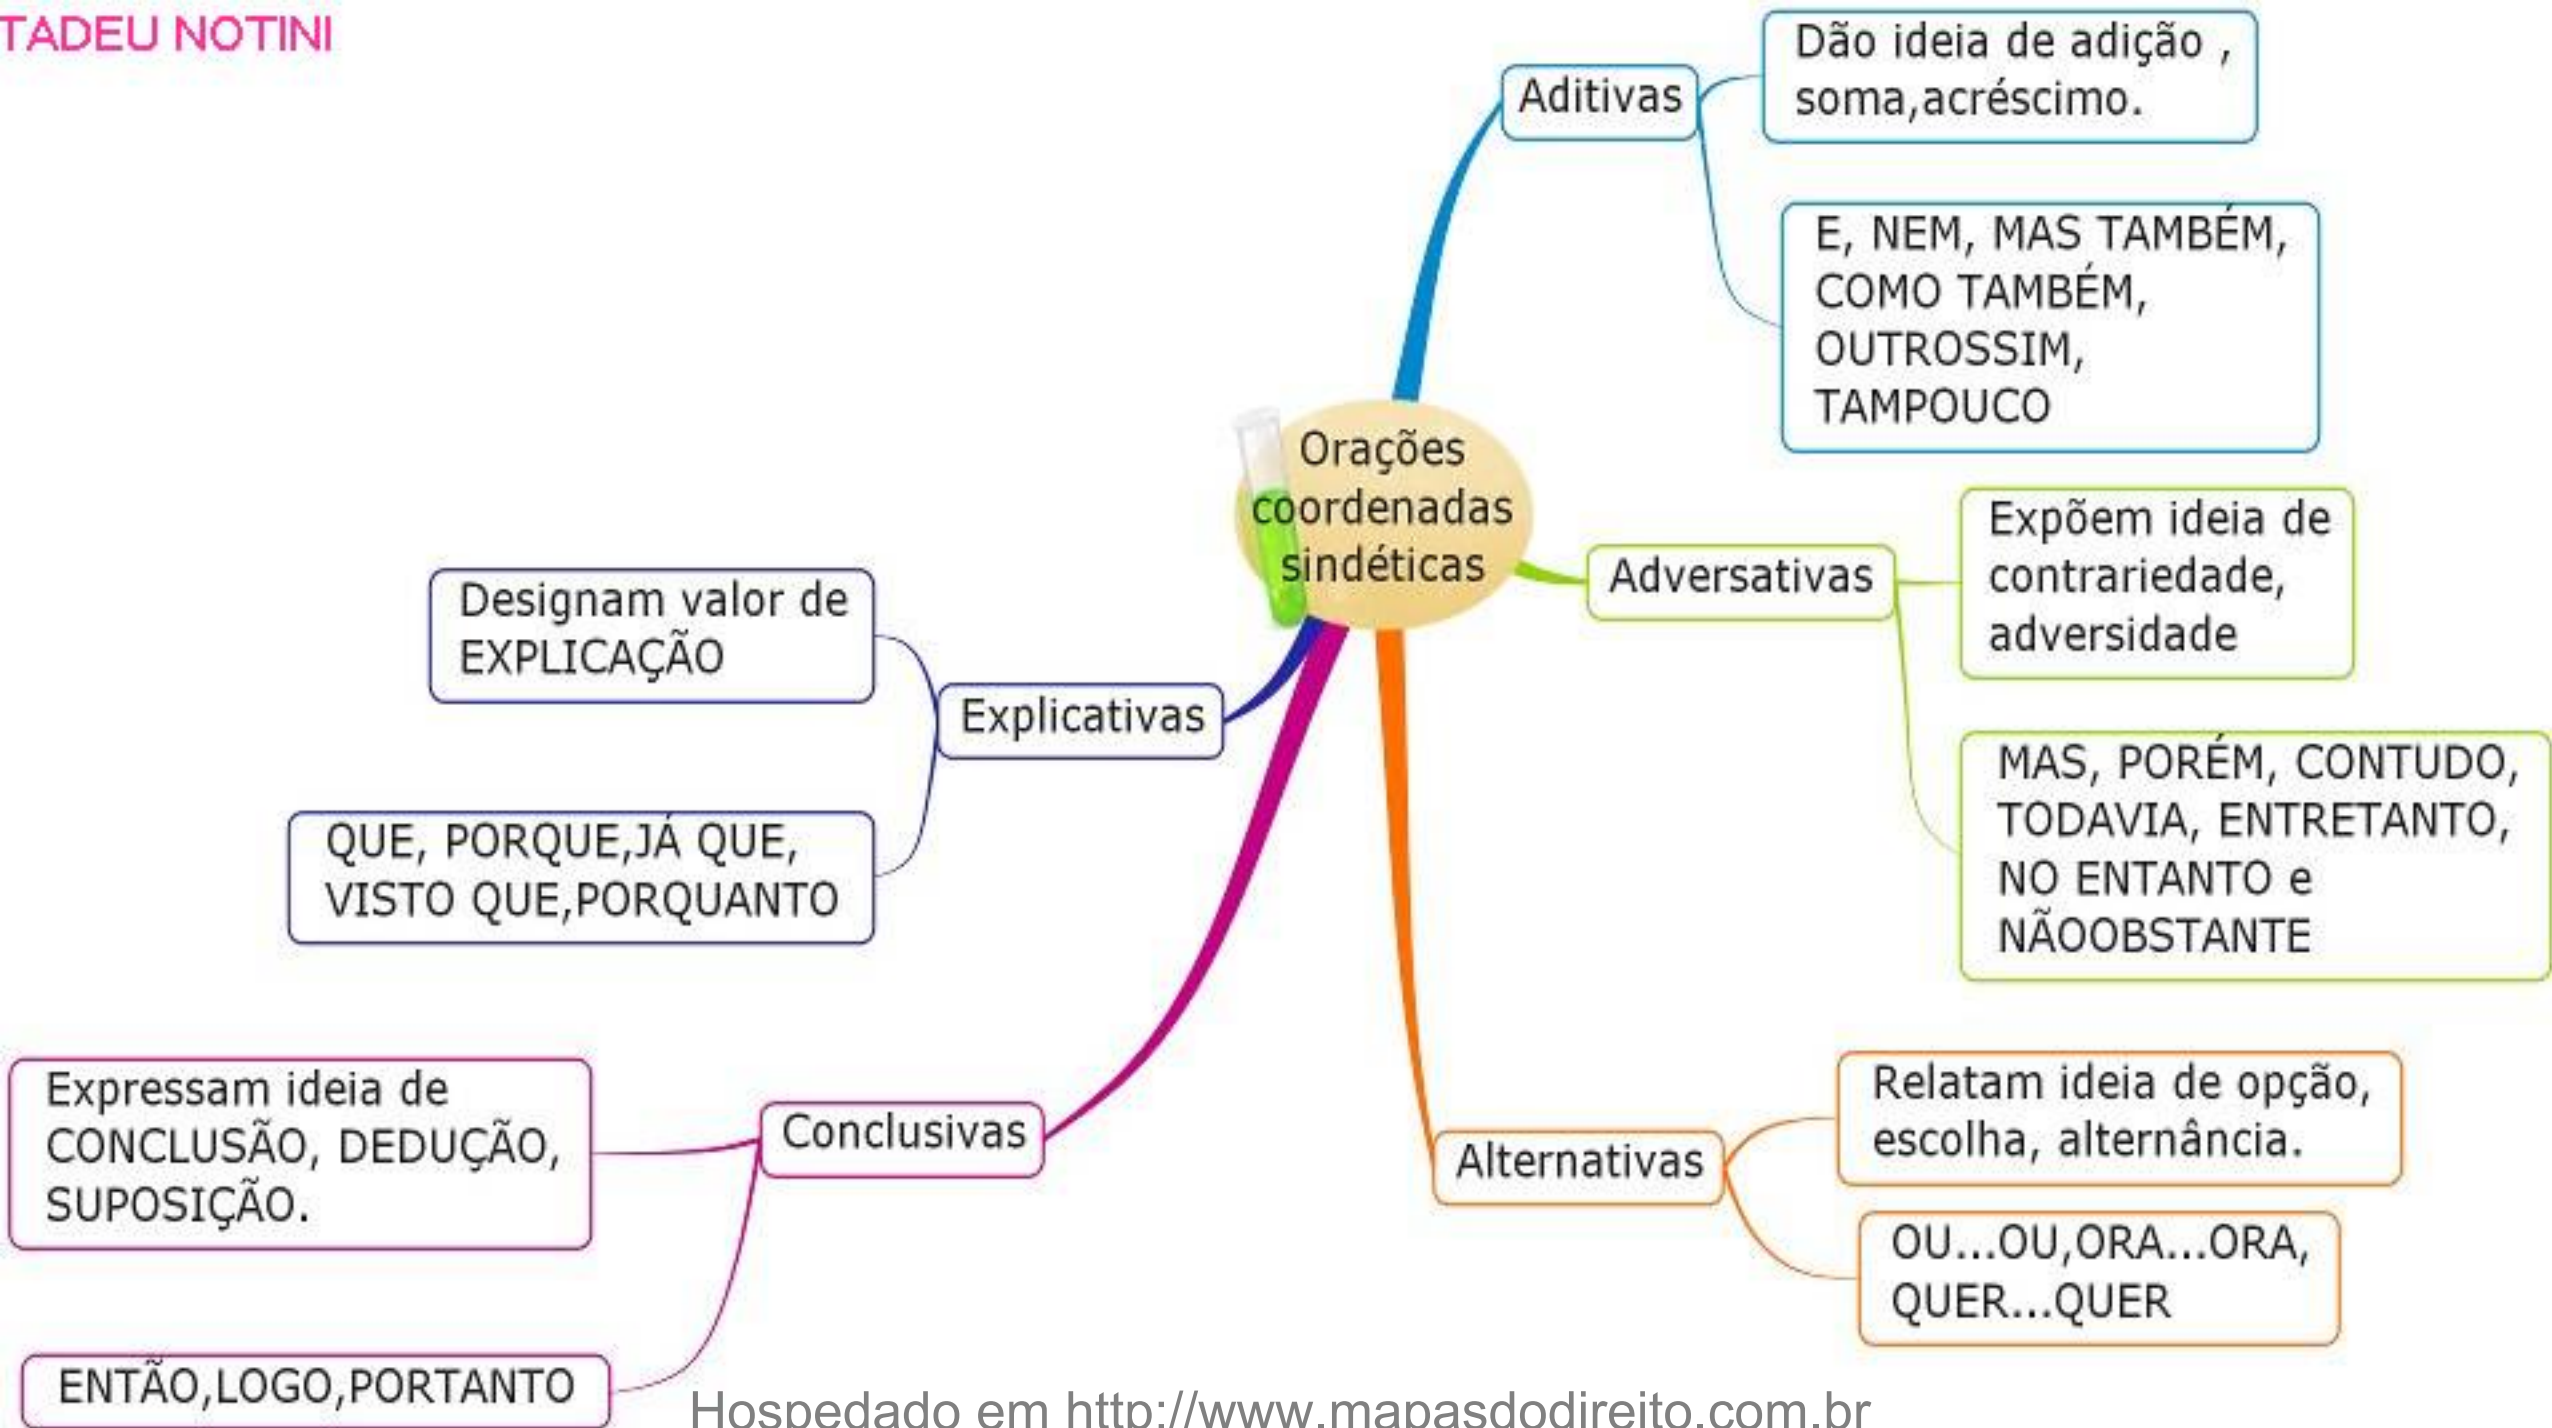 TADEU NOTINI
Orações
coordenadas
sindéticas
Aditivas
Dão ideia de adição ,
soma,acréscimo.
E, NEM, MAS TAMBÉM,
COMO TAMBÉM,
OUTROSSIM,
TAMPOUCO
Adversativas
Expõem ideia de
contrariedade,
adversidade
MAS, PORÉM, CONTUDO,
TODAVIA, ENTRETANTO,
NO ENTANTO e
NÃOOBSTANTE
Alternativas
Relatam ideia de opção,
escolha, alternância.
OU...OU,ORA...ORA,
QUER...QUER
Conclusivas
Expressam ideia de
CONCLUSÃO, DEDUÇÃO,
SUPOSIÇÃO.
ENTÃO,LOGO,PORTANTO
Explicativas
Designam valor de
EXPLICAÇÃO
QUE, PORQUE,JÁ QUE,
VISTO QUE,PORQUANTO
Hospedado em http://www.mapasdodireito.com.br